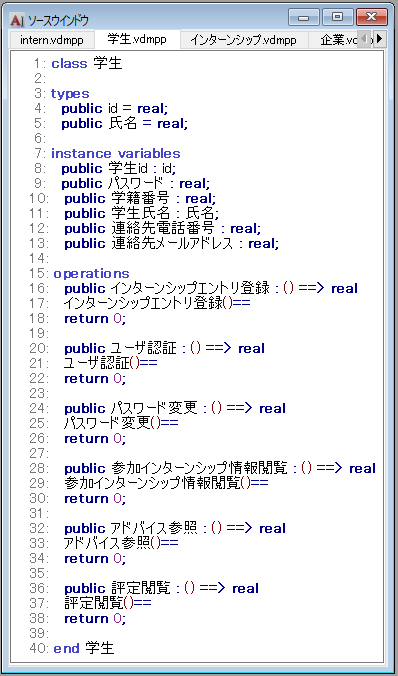 ソースウインドウ
intern.vdmpp 学生.vdmpp インターンシップ.vdmpp 企業.vdmpp
1: class 学生
2:
3: types
4: public id = real;
5: public 氏名 = real;
6:
7: instance variables
8: public 学生id : id;
9: public パスワード : real;
10: public 学籍番号 : real;
11: public 学生氏名 : 氏名;
12: public 連絡先電話番号 : real;
13: public 連絡先メールアドレス : real;
14:
15: operations
16: public インターンシップエントリ登録 : () ==> real
17: インターンシップエントリ登録()==
18: return 0;
19:
20: public ユーザ認証 : () ==> real
21: ユーザ認証()==
22: return 0;
23:
24: public パスワード変更 : () ==> real
25: パスワード変更()==
26: return 0;
27:
28: public 参加インターンシップ情報閲覧 : () ==> real
29: 参加インターンシップ情報閲覧()==
30: return 0;
31:
32: public アドバイス参照 : () ==> real
33: アドバイス参照()==
34: return 0;
35:
36: public 評定閲覧 : () ==> real
37: 評定閲覧()==
38: return 0;
39:
40: end 学生